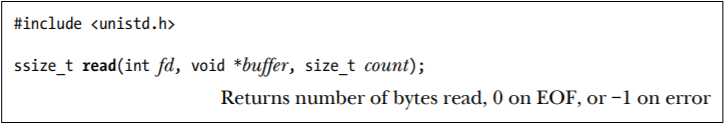 #include <unistd.h>
ssize_t read(int fd, void *buffer, size_t count);
Returns number of bytes read, 0 on EOF, or −1 on error